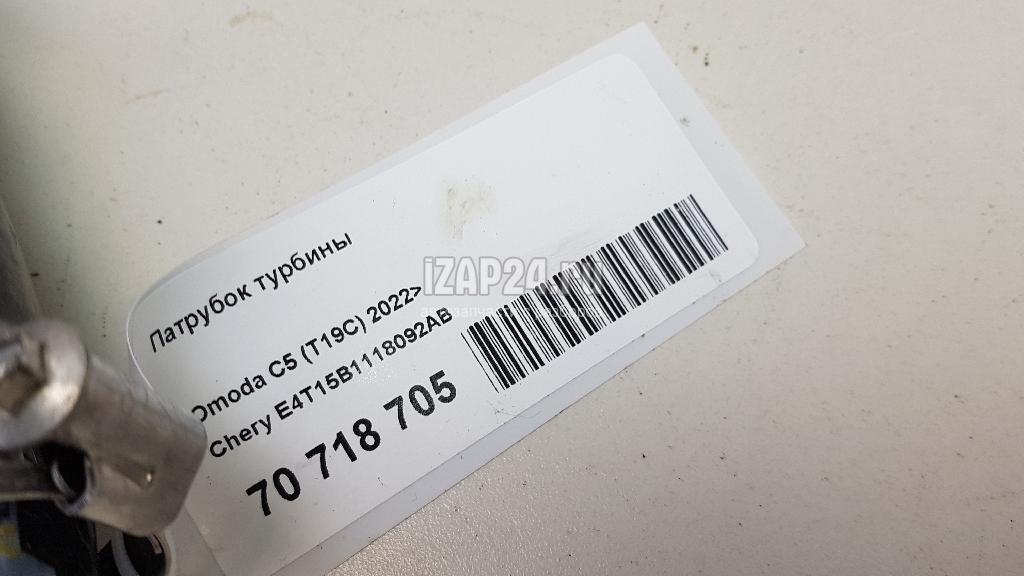 Патрубок турбины
Omoda C5 (T19C) 2022>
Chery E4T15B1118092AB
70 718 705
iZAP24.ru